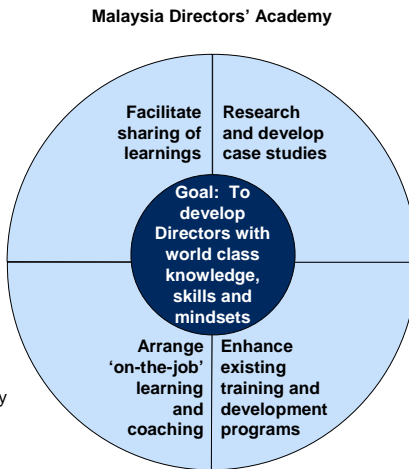 Malaysia Directors' Academy
Facilitate
sharing of
learnings
Research
and develop
case studies
Goal: To
develop
Directors with
world class
knowledge,
skills and
mindsets
Arrange
'on-the-job'
learning
and
coaching
Enhance
existing
training and
development
programs
y